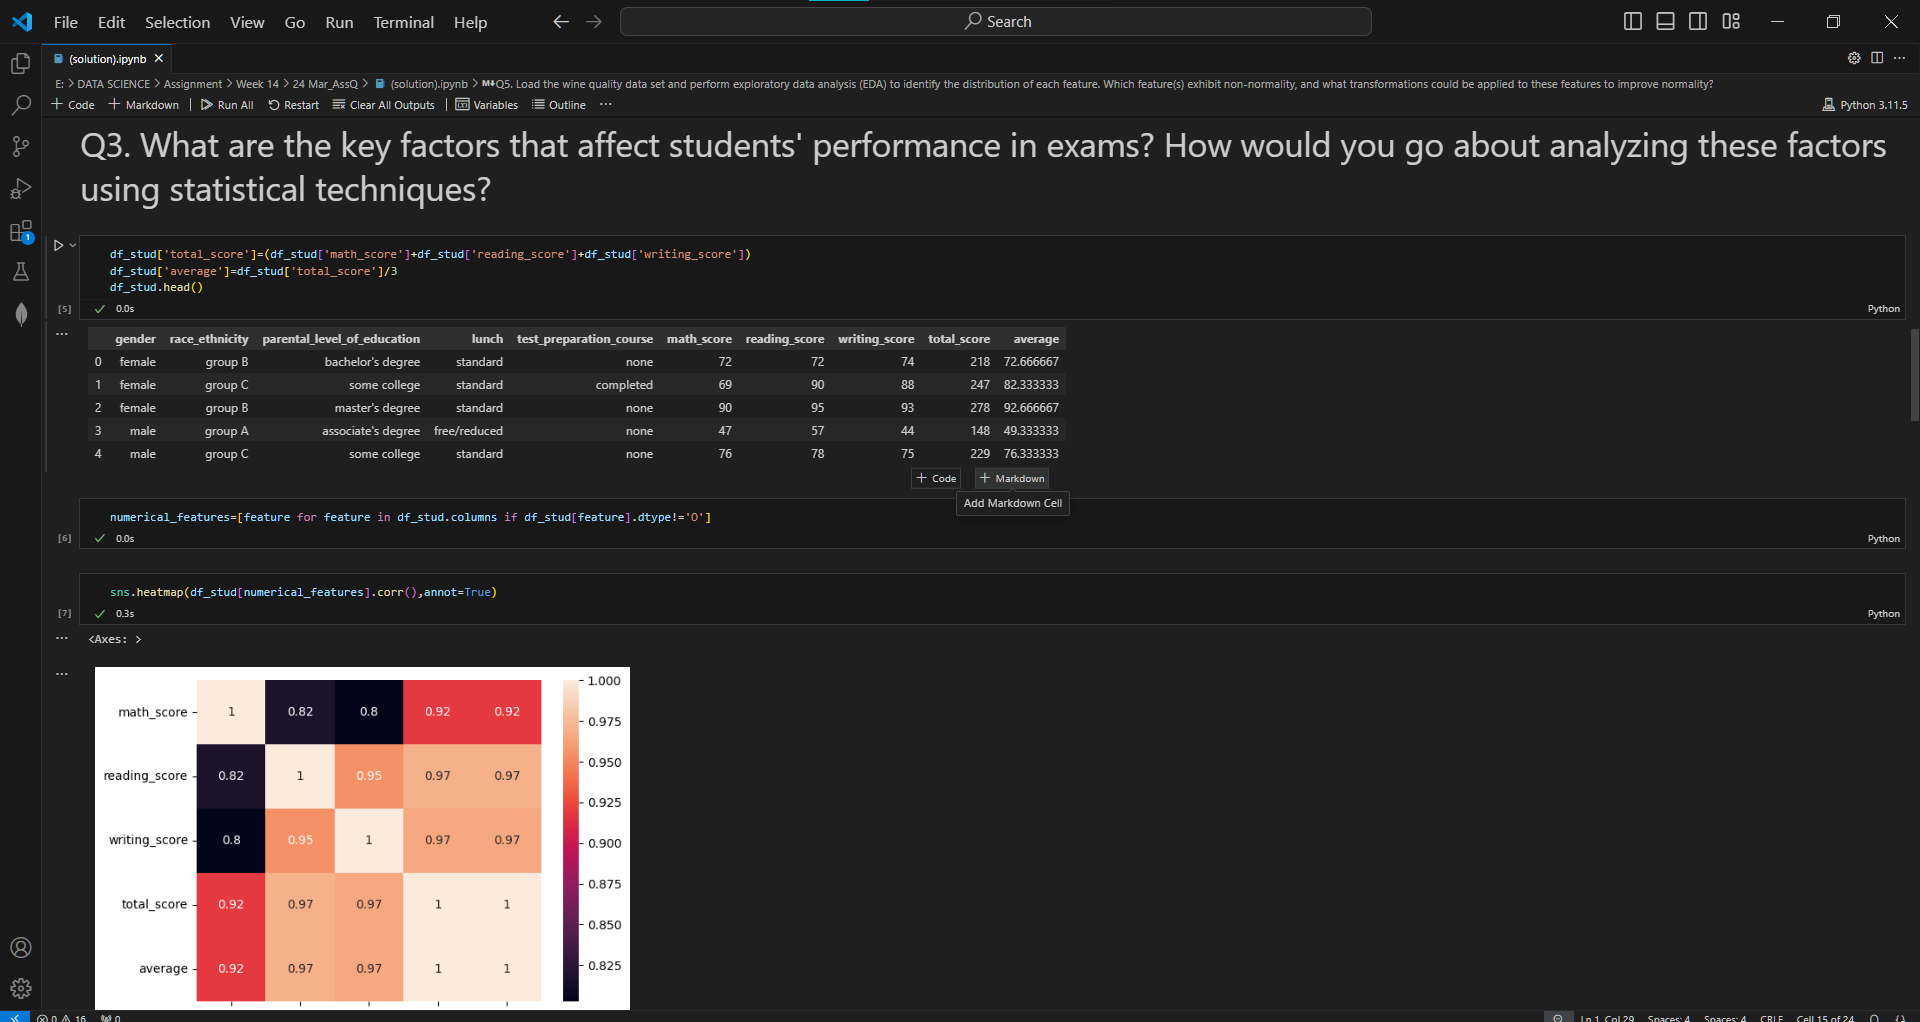 File Edit Selection View Go Run Terminal Help
Search
(solution).ipynb
E: > DATA SCIENCE > Assignment > Week 14 > 24 Mar_AssQ > (solution).ipynb > M↓Q5. Load the wine quality data set and perform exploratory data analysis (EDA) to identify the distribution of each feature. Which feature(s) exhibit non-normality, and what transformations could be applied to these features to improve normality?
+ Code + Markdown | Run All Restart Clear All Outputs | Variables Outline ...
Python 3.11.5
Q3. What are the key factors that affect students' performance in exams? How would you go about analyzing these factors
using statistical techniques?
df_stud['total_score']=(df_stud['math_score']+df_stud['reading_score']+df_stud['writing_score'])
df_stud['average']=df_stud['total_score']/3
df_stud.head()
[5] 0.0s Python
gender race_ethnicity parental_level_of_education lunch test_preparation_course math_score reading_score writing_score total_score average
0 female group B bachelor's degree standard none 72 72 74 218 72.666667
1 female group C some college standard completed 69 90 88 247 82.333333
2 female group B master's degree standard none 90 95 93 278 92.666667
3 male group A associate's degree free/reduced none 47 57 44 148 49.333333
4 male group C some college standard none 76 78 75 229 76.333333
+ Code + Markdown
Add Markdown Cell
numerical_features=[feature for feature in df_stud.columns if df_stud[feature].dtype!='O']
[6] 0.0s Python
sns.heatmap(df_stud[numerical_features].corr(),annot=True)
[7] 0.3s Python
<Axes: >
math_score 1 0.82 0.8 0.92 0.92
reading_score 0.82 1 0.95 0.97 0.97
writing_score 0.8 0.95 1 0.97 0.97
total_score 0.92 0.97 0.97 1 1
average 0.92 0.97 0.97 1 1
1.000
0.975
0.950
0.925
0.900
0.875
0.850
0.825
1
0 16 0
Ln 1, Col 29 Spaces: 4 Spaces: 4 CRLF Cell 15 of 24